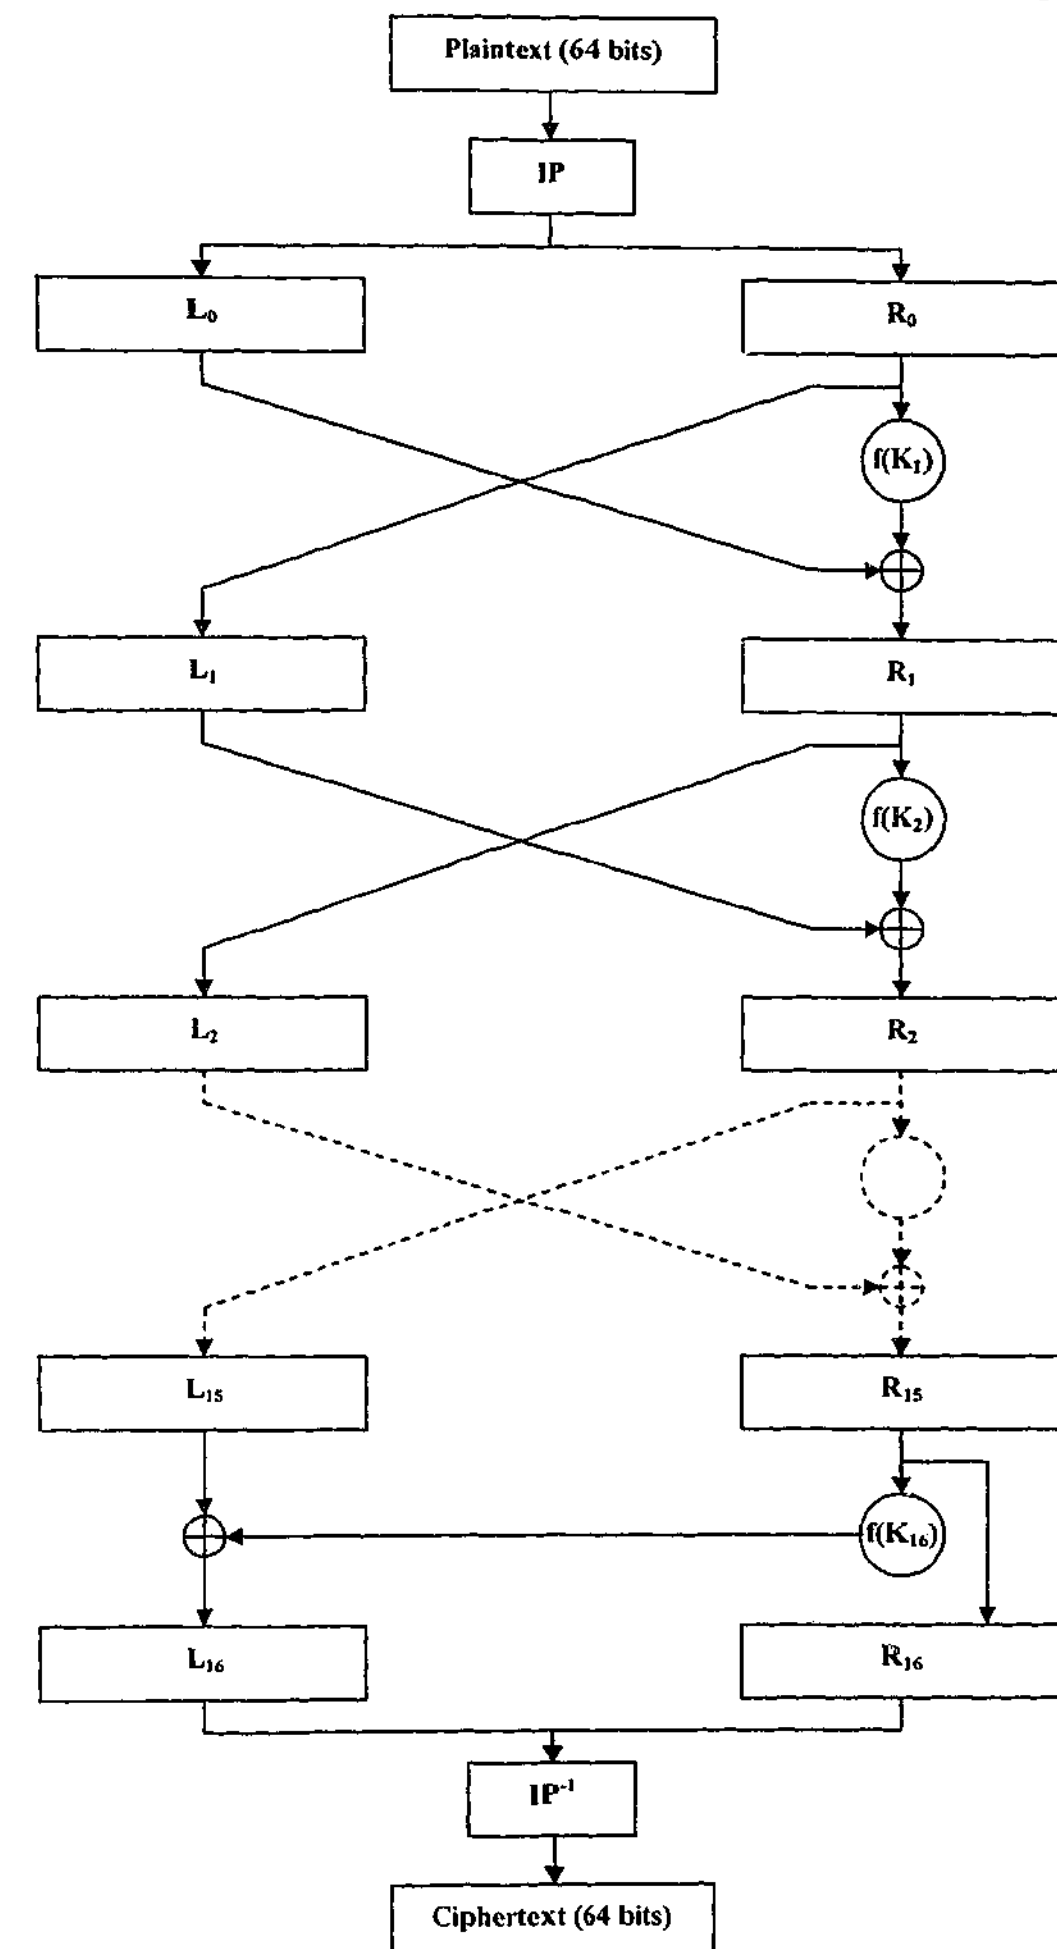 Plaintext (64 bits)
IP
L₀
R₀
f(K₁)
L₁
R₁
f(K₂)
L₂
R₂
L₁₅
R₁₅
f(K₁₆)
L₁₆
R₁₆
IP⁻¹
Ciphertext (64 bits)